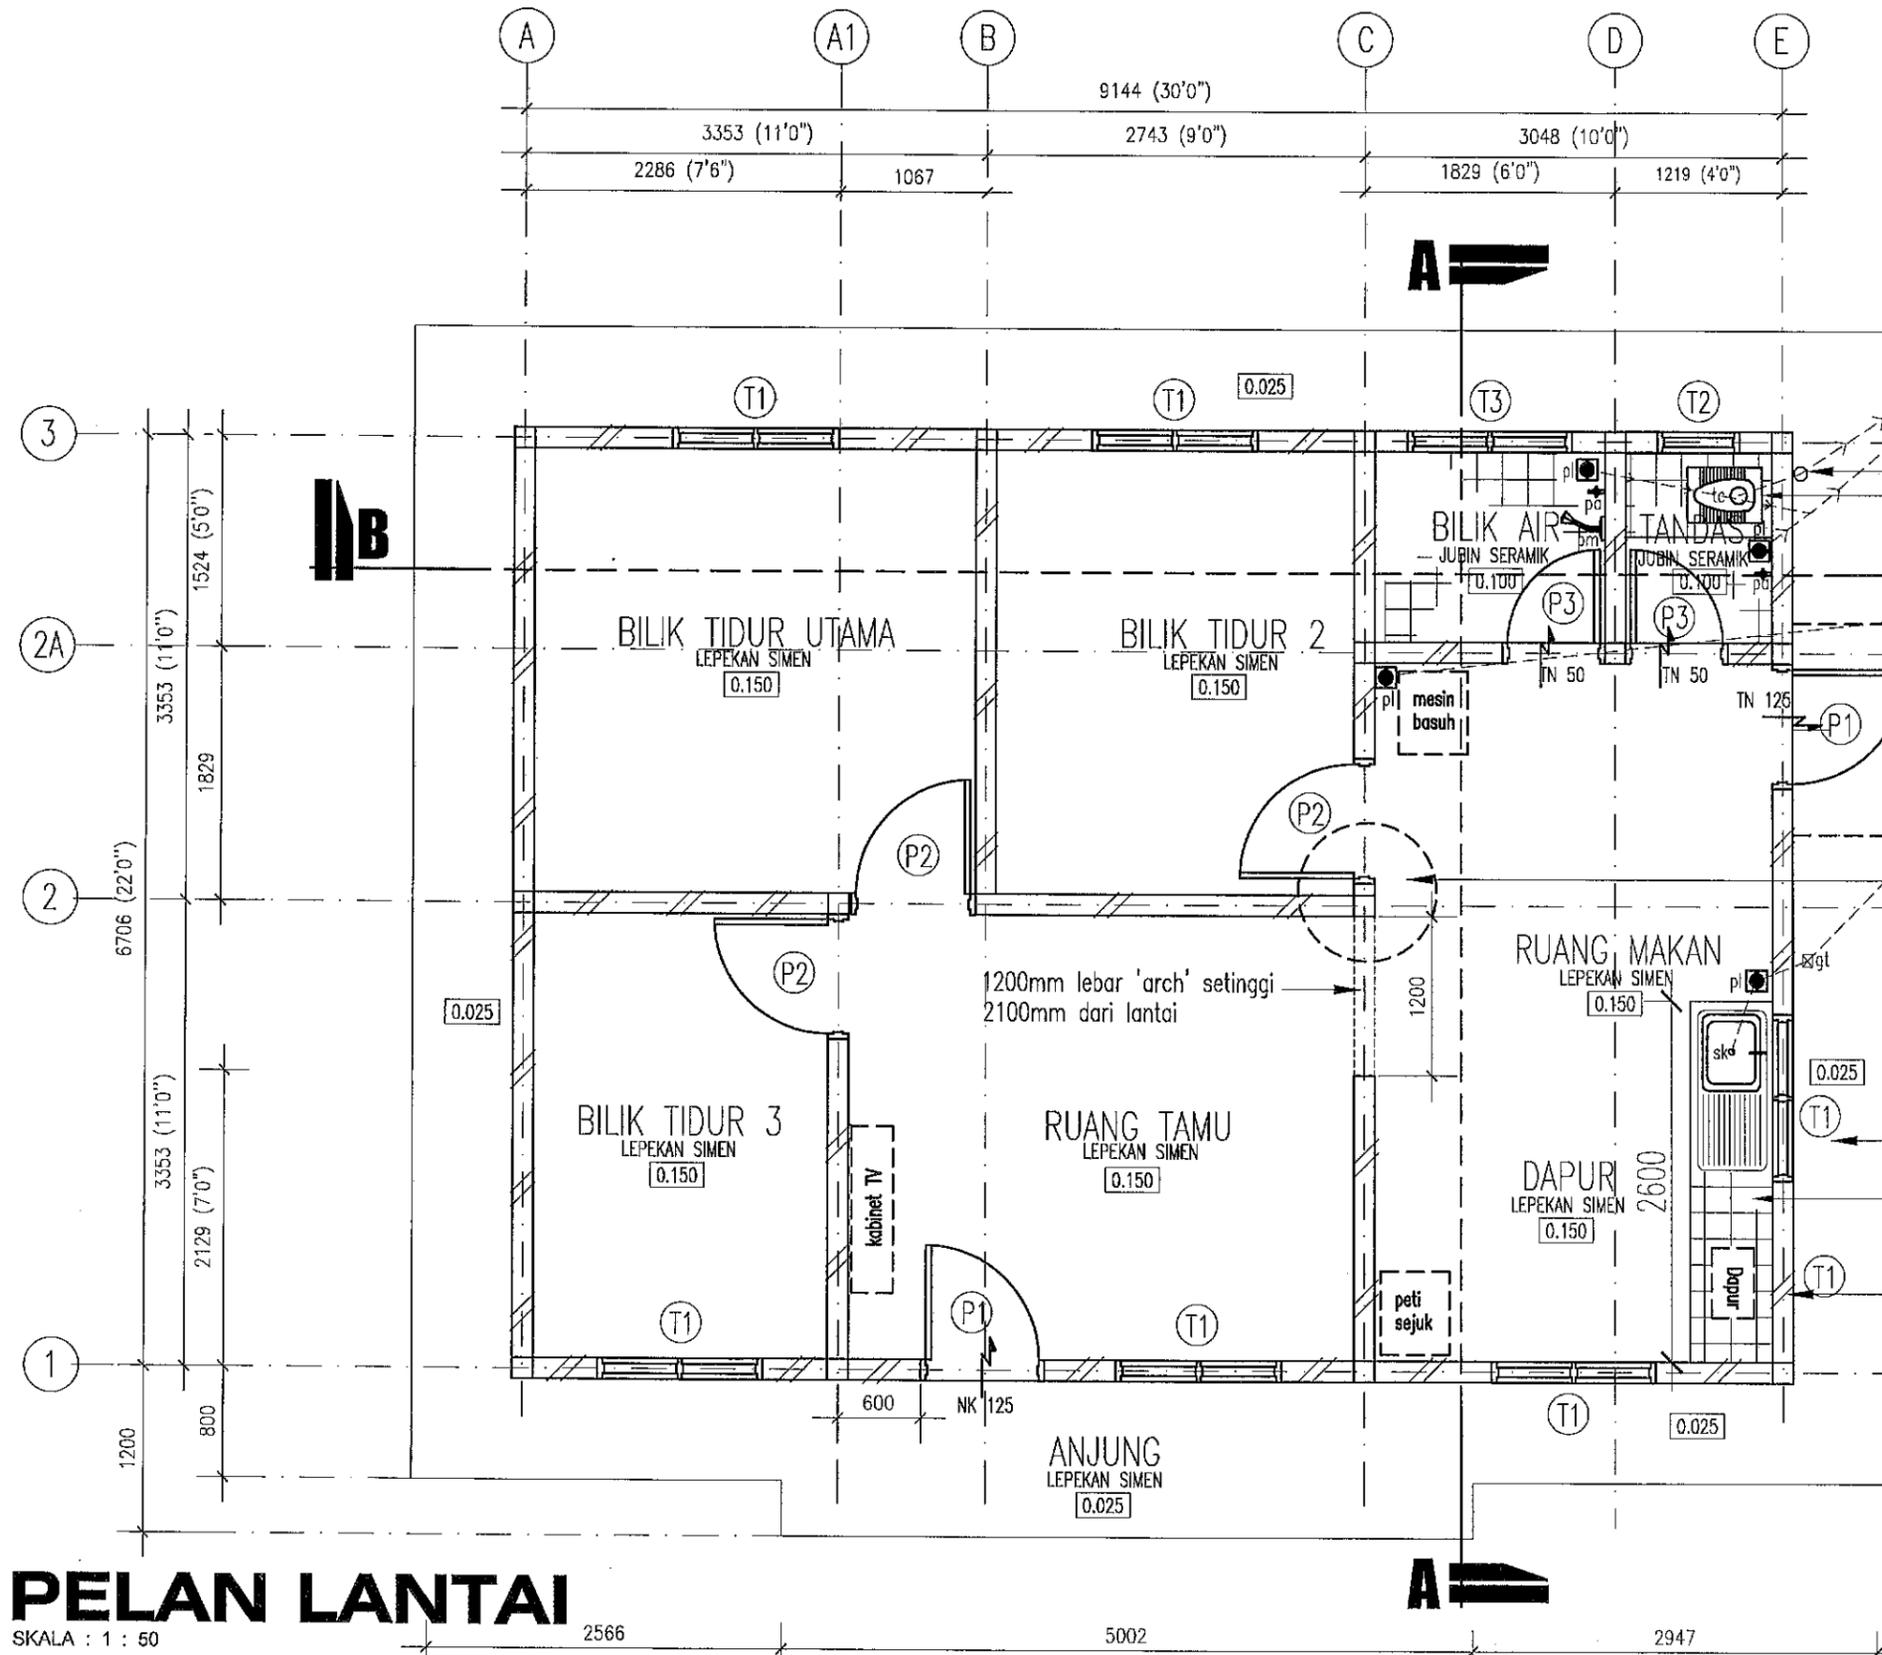 A A1 B C D E
9144 (30'0")
3353 (11'0") 2743 (9'0") 3048 (10'0")
2286 (7'6") 1067 1829 (6'0") 1219 (4'0")
A
0.025
T1 T1 T3 T2
3
B
1524 (5'0")
pl
tc
pa
BILIK AIR
JUBIN SERAMIK
0.100
pm
TANDAS
JUBIN SERAMIK
0.100
pl
pa
P3 P3
2A
BILIK TIDUR UTAMA
LEPEKAN SIMEN
0.150
BILIK TIDUR 2
LEPEKAN SIMEN
0.150
TN 50 TN 50
TN 125
P1
pl
mesin
basuh
3353 (11'0")
1829
P2
P2
2
6706 (22'0")
P2
1200mm lebar 'arch' setinggi
2100mm dari lantai
1200
RUANG MAKAN
LEPEKAN SIMEN
0.150
pl
gt
sk
0.025
0.025
T1
3353 (11'0")
2129 (7'0")
BILIK TIDUR 3
LEPEKAN SIMEN
0.150
kabinet TV
RUANG TAMU
LEPEKAN SIMEN
0.150
DAPUR
LEPEKAN SIMEN
0.150
2600
Dapur
T1
peti
sejuk
T1
P1
T1
1
600
NK 125
T1
0.025
800
1200
ANJUNG
LEPEKAN SIMEN
0.025
A
PELAN LANTAI
SKALA : 1 : 50
2566 5002 2947